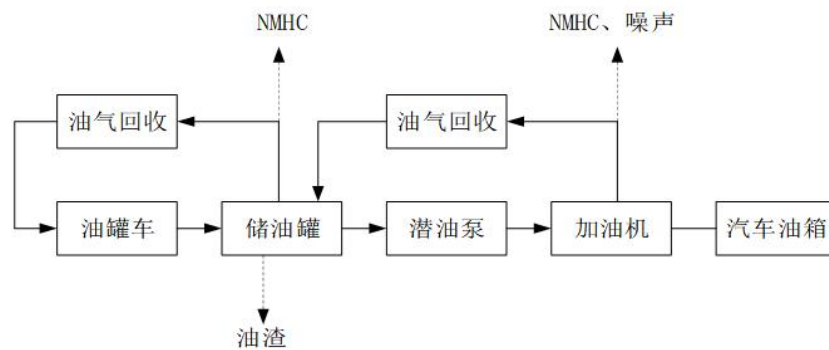 NMHC
NMHC、噪声
油气回收
油气回收
油罐车
储油罐
潜油泵
加油机
汽车油箱
油渣